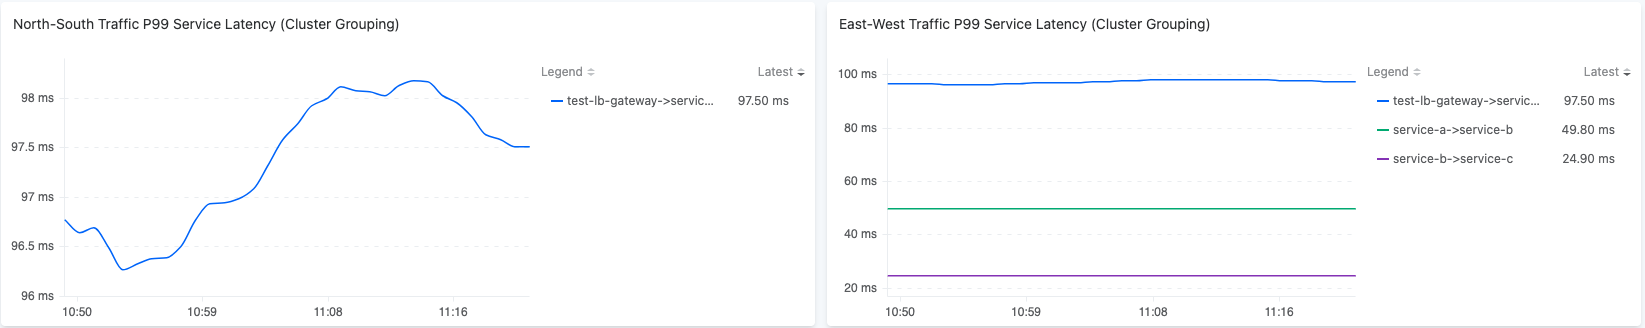 North-South Traffic P99 Service Latency (Cluster Grouping)
98 ms
97.5 ms
97 ms
96.5 ms
96 ms
10:50 10:59 11:08 11:16
Legend Latest
test-lb-gateway->servic... 97.50 ms
East-West Traffic P99 Service Latency (Cluster Grouping)
100 ms
80 ms
60 ms
40 ms
20 ms
10:50 10:59 11:08 11:16
Legend Latest
test-lb-gateway->servic... 97.50 ms
service-a->service-b 49.80 ms
service-b->service-c 24.90 ms